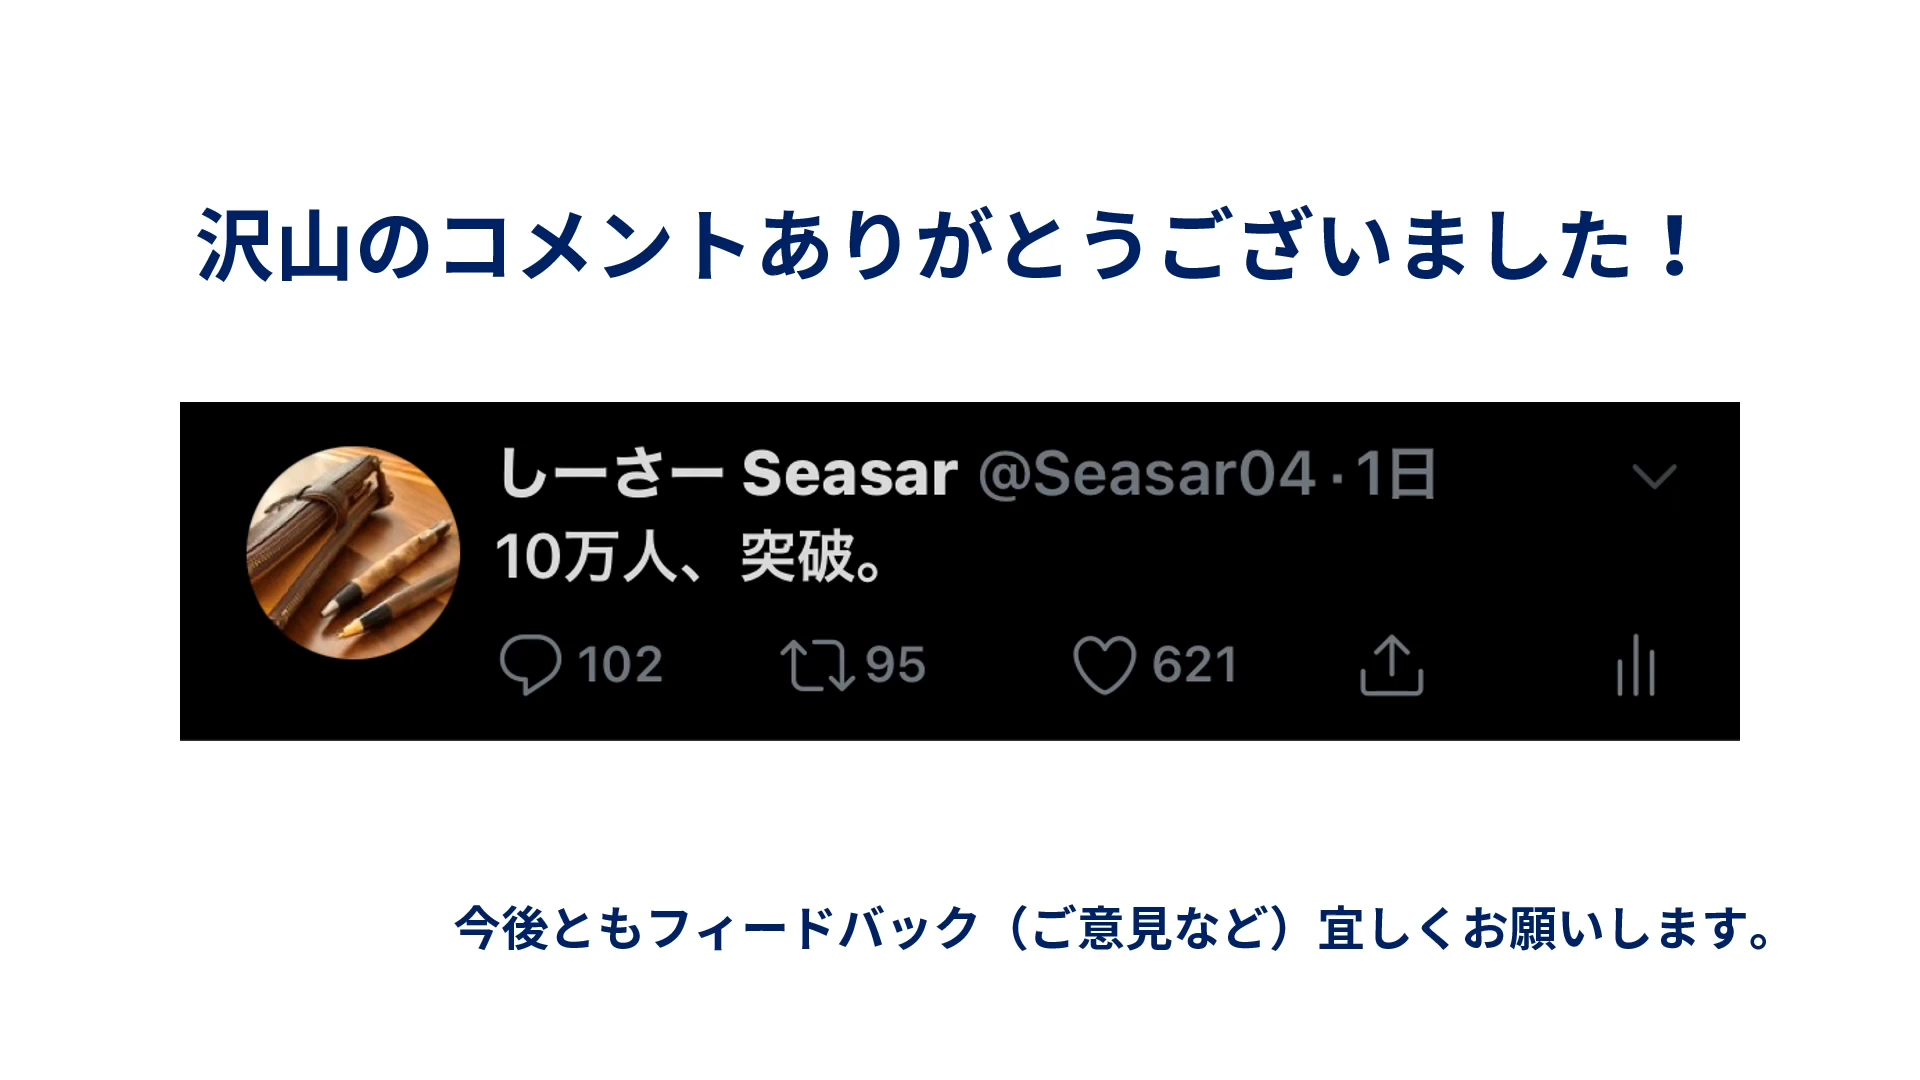 沢山のコメントありがとうございました！
しーさー Seasar @Seasar04·1日
10万人、突破。
102 95 621
今後ともフィードバック（ご意見など）宜しくお願いします。